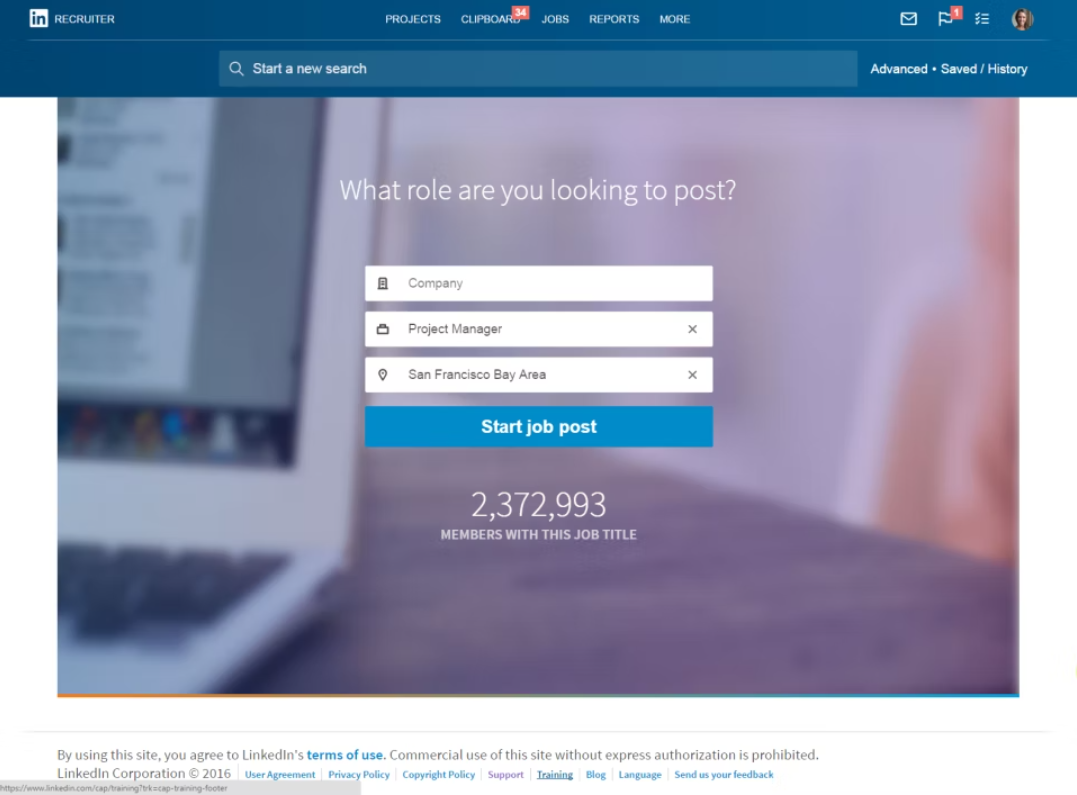 in RECRUITER PROJECTS CLIPBOARD 34 JOBS REPORTS MORE 1
Start a new search Advanced • Saved / History
What role are you looking to post?
Company
Project Manager
San Francisco Bay Area
Start job post
2,372,993
MEMBERS WITH THIS JOB TITLE
By using this site, you agree to LinkedIn's terms of use. Commercial use of this site without express authorization is prohibited.
LinkedIn Corporation © 2016 User Agreement Privacy Policy Copyright Policy Support Training Blog Language Send us your feedback
https://www.linkedin.com/cap/training?trk=cap-training-footer